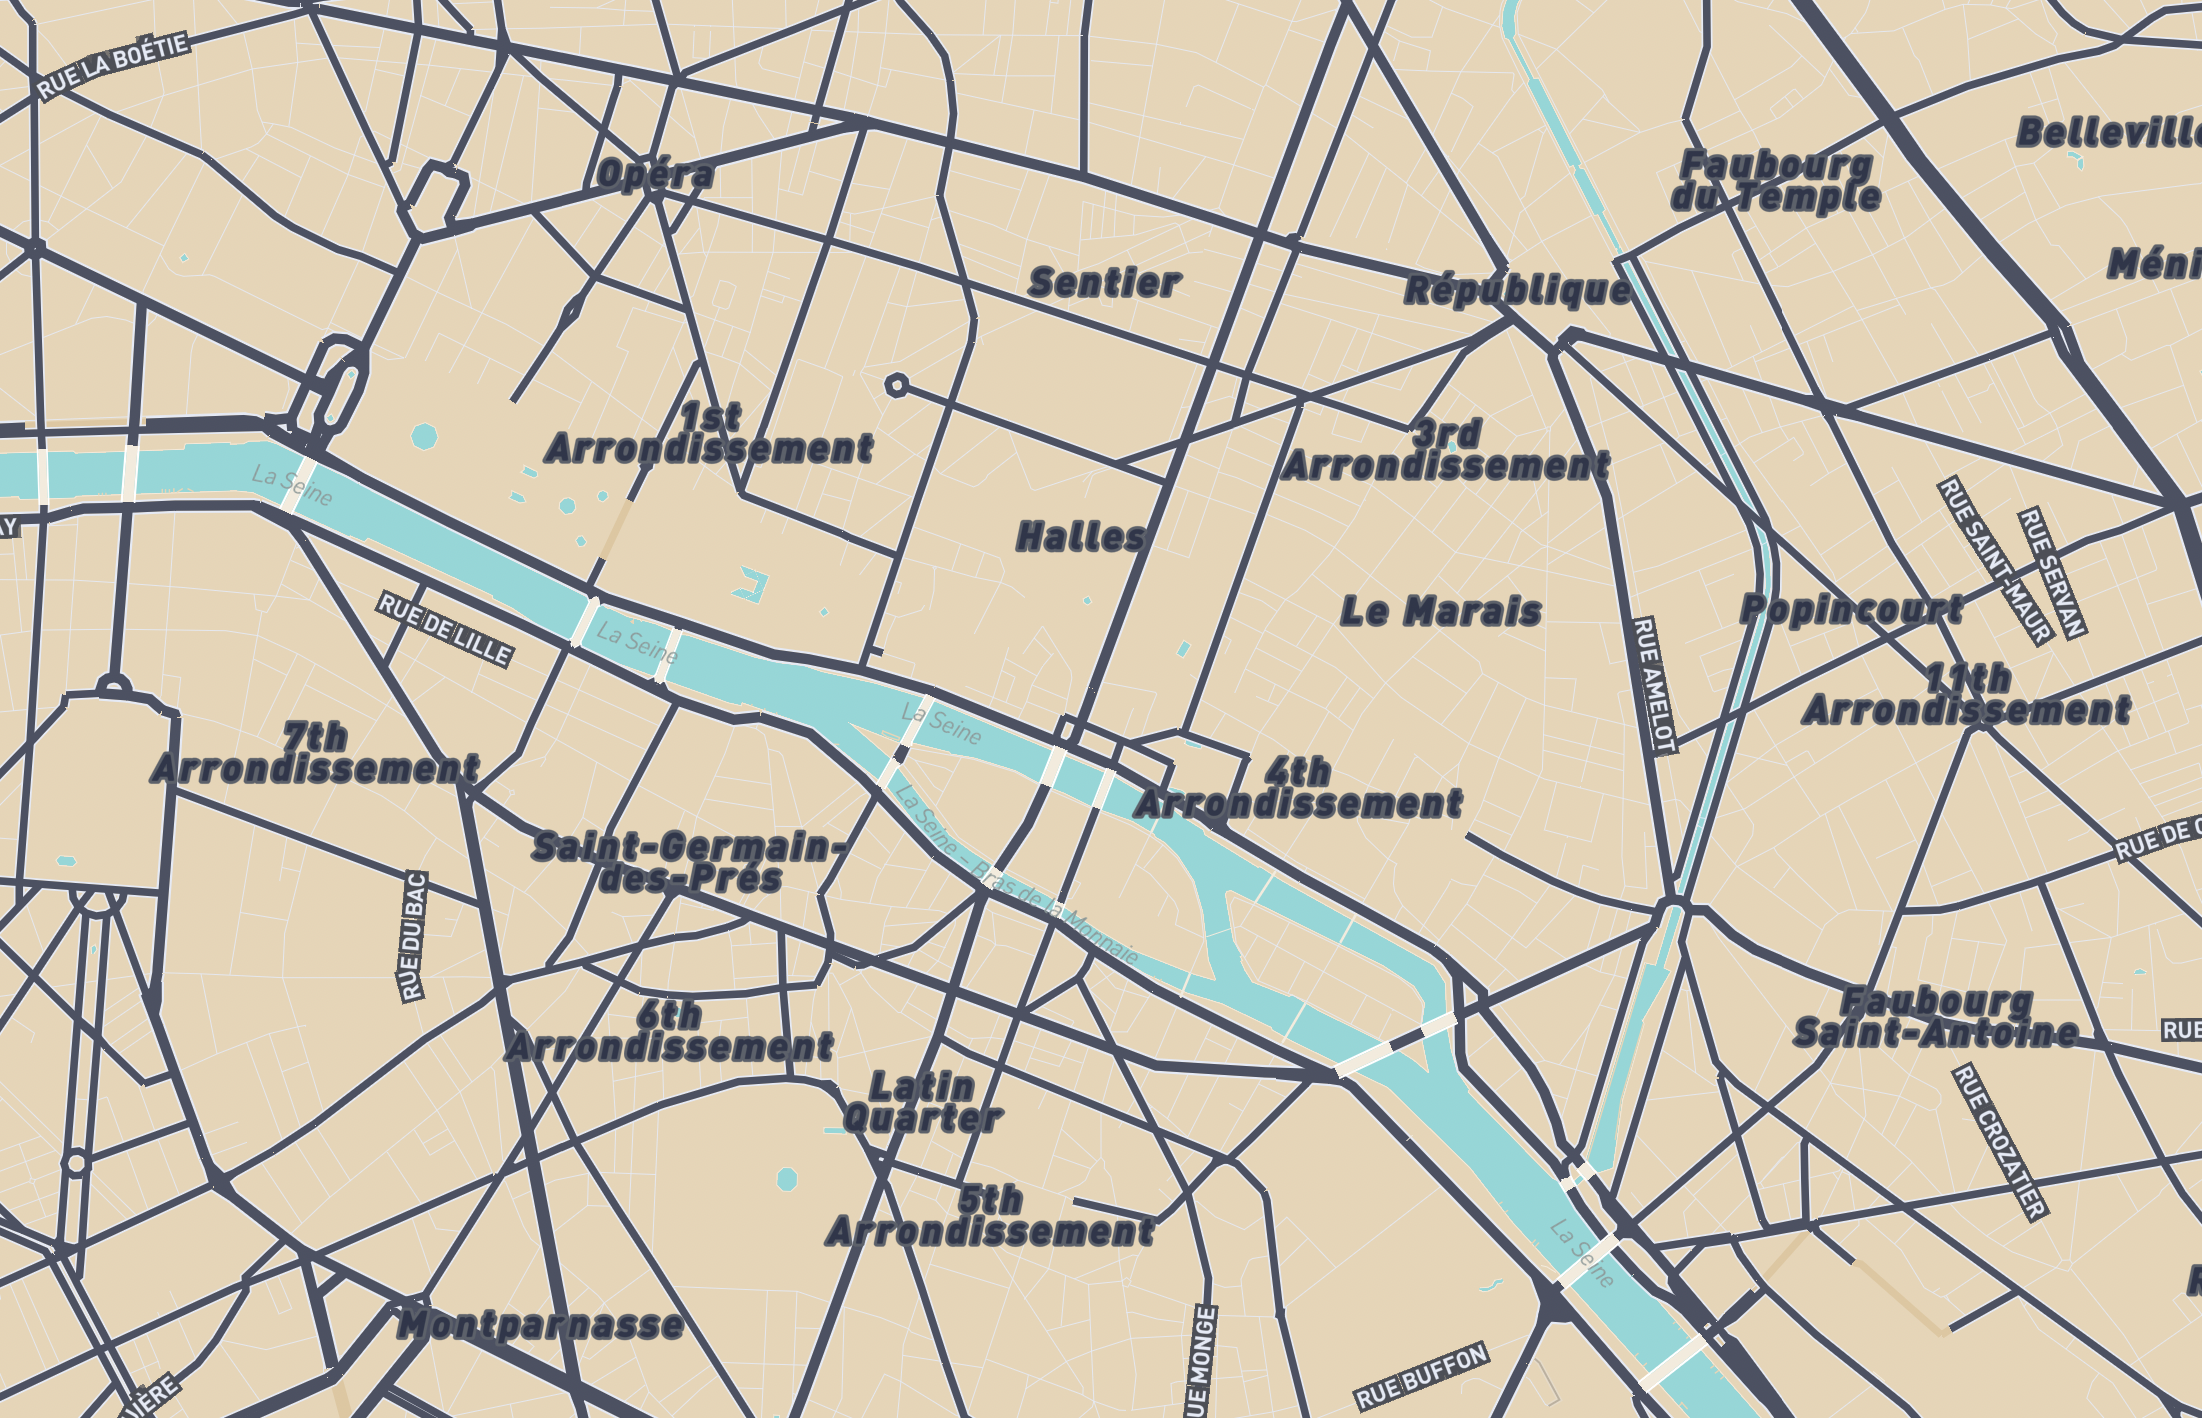 RUE LA BOÉTIE
Belleville
Faubourg
du Temple
Opéra
Méni
Sentier
République
1st
Arrondissement
3rd
Arrondissement
La Seine
AY
Halles
RUE SAINT-MAUR
RUE SERVAN
Le Marais
Popincourt
RUE DE LILLE
La Seine
RUE AMELOT
11th
Arrondissement
La Seine
7th
Arrondissement
4th
Arrondissement
La Seine - Bras de la Monnaie
Saint-Germain-
des-Prés
RUE DE C
RUE DU BAC
6th
Arrondissement
Faubourg
Saint-Antoine
RUE
Latin
Quarter
RUE CROZATIER
5th
Arrondissement
La Seine
R
Montparnasse
RUE MONGE
RUE BUFFON
NIÈRE